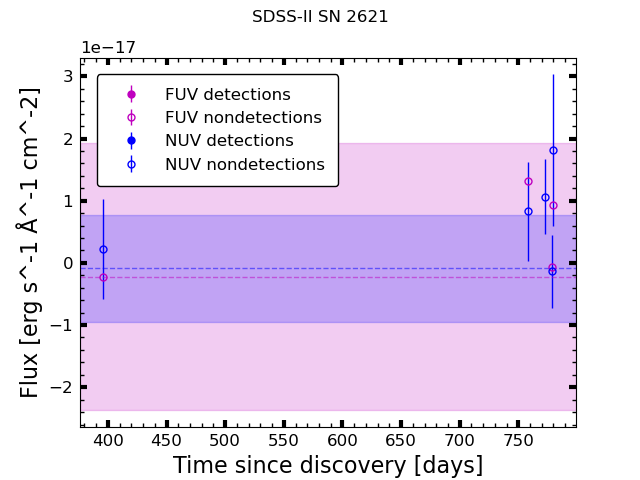 SDSS-II SN 2621
1e−17
FUV detections
FUV nondetections
NUV detections
NUV nondetections
3
2
1
0
−1
−2
Flux [erg s^-1 Å^-1 cm^-2]
400 450 500 550 600 650 700 750
Time since discovery [days]